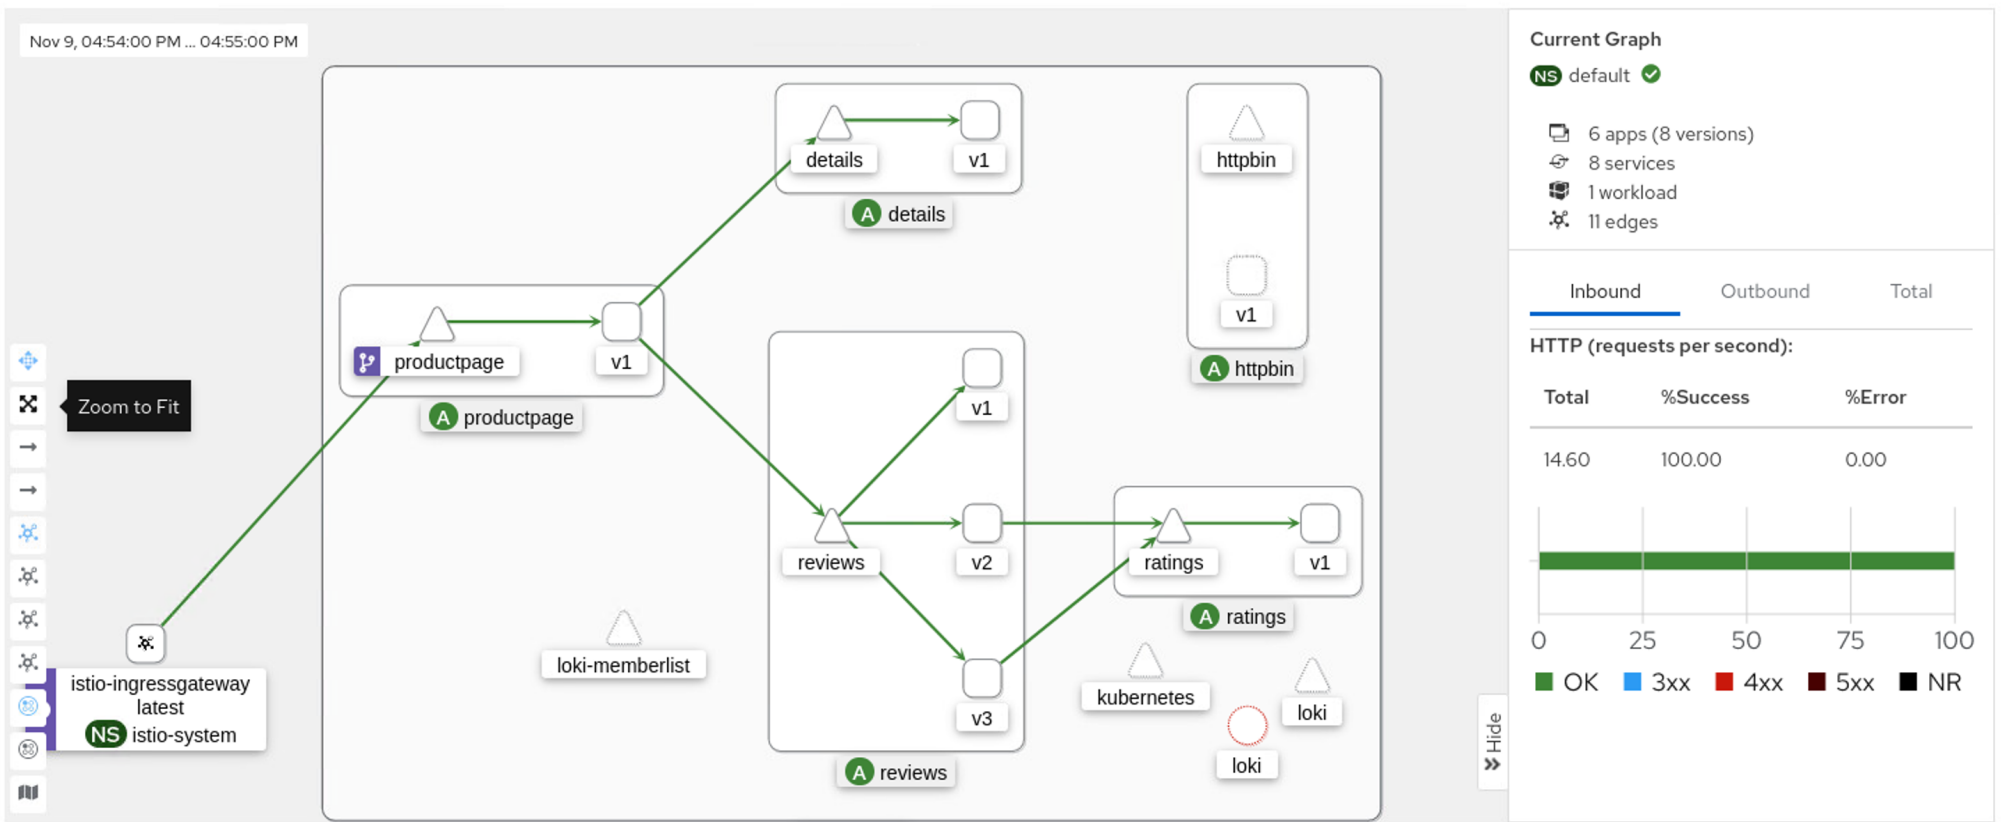 Nov 9, 04:54:00 PM ... 04:55:00 PM
details
v1
A details
httpbin
v1
A httpbin
productpage
v1
A productpage
Zoom to Fit
v1
reviews
v2
v3
A reviews
ratings
v1
A ratings
loki-memberlist
kubernetes
loki
loki
istio-ingressgateway
latest
NS istio-system
Hide
Current Graph
NS default
6 apps (8 versions)
8 services
1 workload
11 edges
Inbound Outbound Total
HTTP (requests per second):
Total %Success %Error
14.60 100.00 0.00
0 25 50 75 100
OK 3xx 4xx 5xx NR